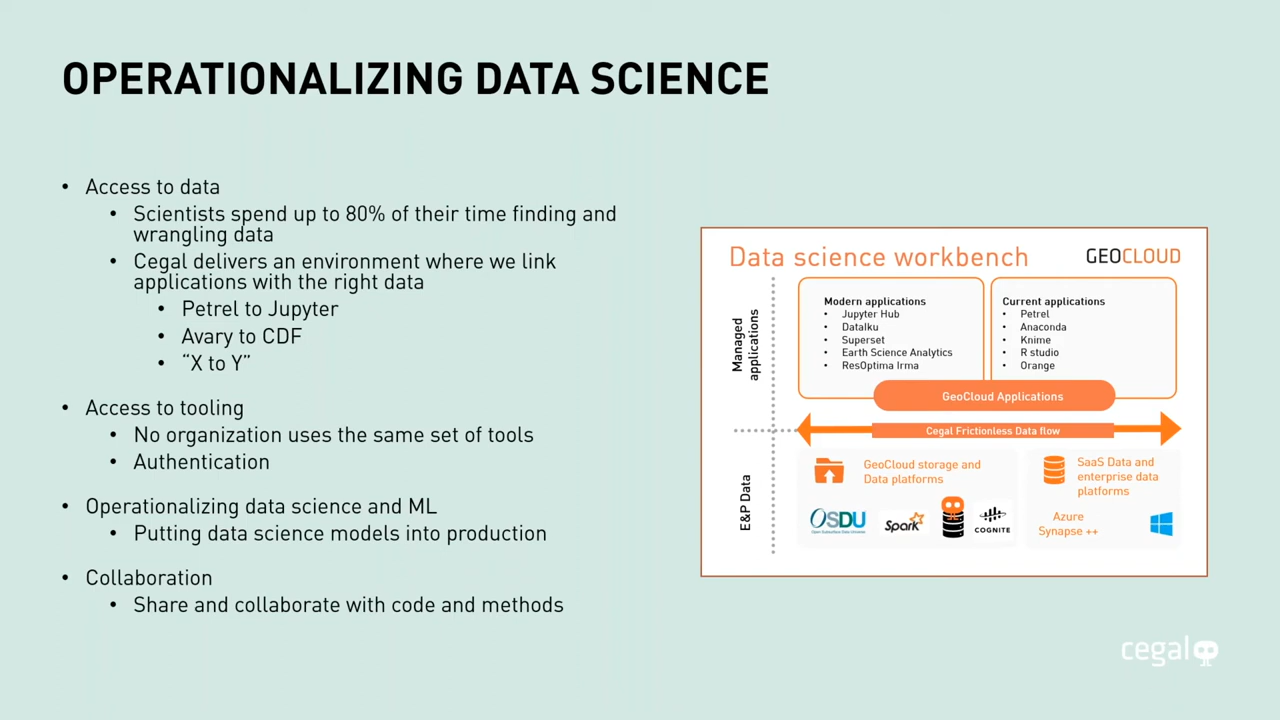 OPERATIONALIZING DATA SCIENCE
• Access to data
• Scientists spend up to 80% of their time finding and
wrangling data
• Cegal delivers an environment where we link
applications with the right data
• Petrel to Jupyter
• Avary to CDF
• “X to Y”
• Access to tooling
• No organization uses the same set of tools
• Authentication
• Operationalizing data science and ML
• Putting data science models into production
• Collaboration
• Share and collaborate with code and methods
Data science workbench
GEOCLOUD
Managed
applications
Modern applications
• Jupyter Hub
• DataIku
• Superset
• Earth Science Analytics
• ResOptima Irma
Current applications
• Petrel
• Anaconda
• Knime
• R studio
• Orange
GeoCloud Applications
Cegal Frictionless Data flow
E&P Data
GeoCloud storage and
Data platforms
OSDU
Open Subsurface Data Universe
Spark
COGNITE
SaaS Data and
enterprise data
platforms
Azure
Synapse ++
cegal